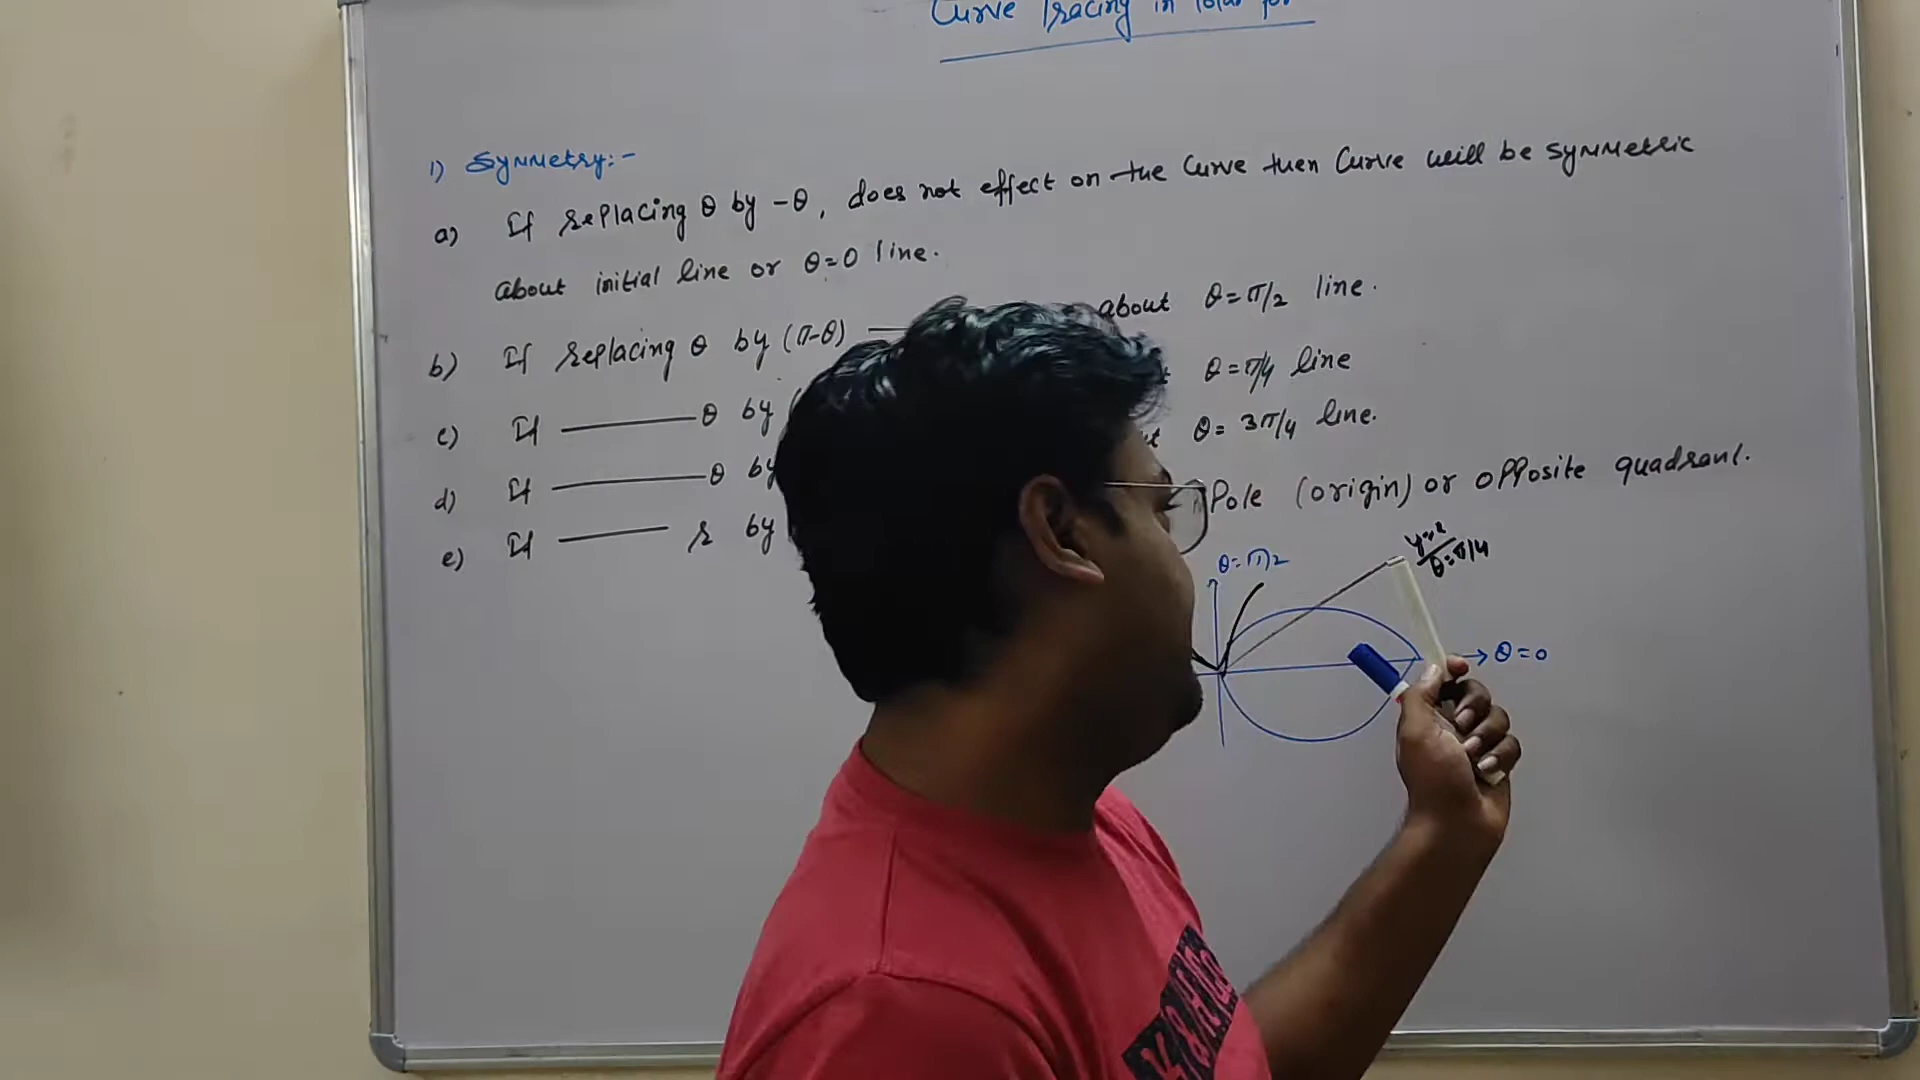 Curve Tracing in
1) Symmetry:-
a) If replacing θ by -θ, does not effect on the Curve then Curve will be symmetric
about initial line or θ=0 line.
b) If replacing θ by (π-θ) — about θ=π/2 line.
c) If — θ by θ=π/4 line
d) If — θ by θ= 3π/4 line.
e) If — r by Pole (origin) or opposite quadrant.
θ=π/2
y=x
θ=π/4
θ=0